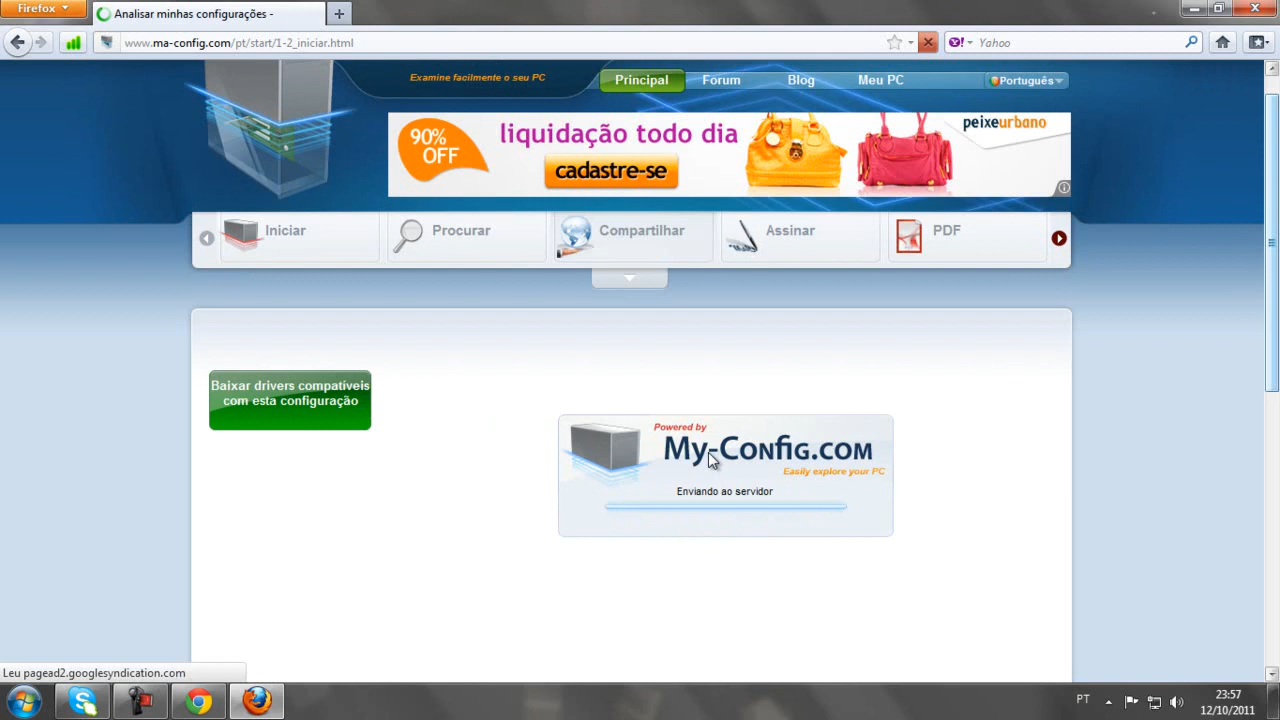 Firefox
Analisar minhas configurações -
www.ma-config.com/pt/start/1-2_iniciar.html
Yahoo
Examine facilmente o seu PC
Principal
Forum
Blog
Meu PC
Português
90%
OFF
liquidação todo dia
cadastre-se
peixeurbano
Iniciar
Procurar
Compartilhar
Assinar
PDF
Baixar drivers compatíveis
com esta configuração
Powered by
My-Config.com
Easily explore your PC
Enviando ao servidor
Leu pagead2.googlesyndication.com
PT
23:57
12/10/2011